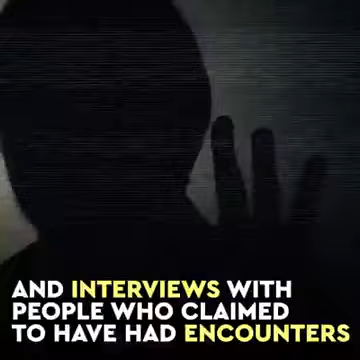 AND INTERVIEWS WITH
PEOPLE WHO CLAIMED
TO HAVE HAD ENCOUNTERS